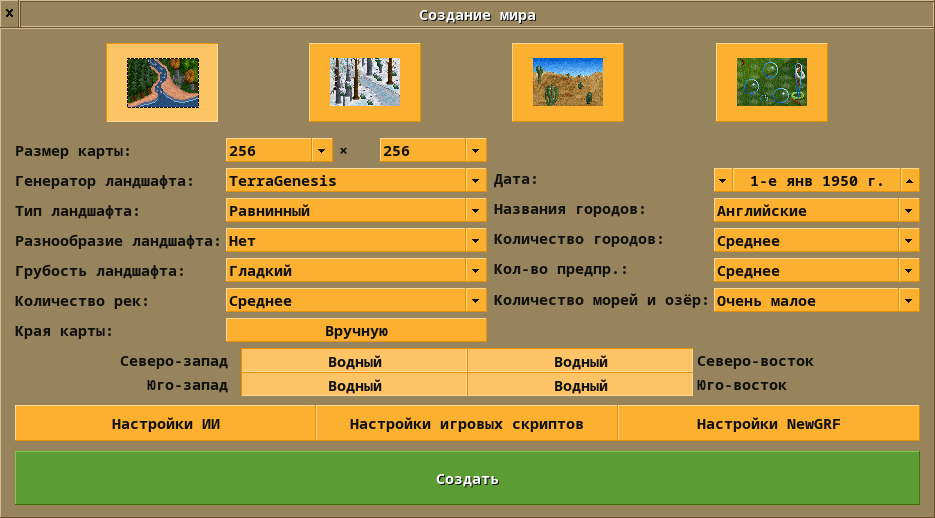 x
Создание мира
Размер карты: 256 × 256
Генератор ландшафта: TerraGenesis Дата: 1-е янв 1950 г.
Тип ландшафта: Равнинный Названия городов: Английские
Разнообразие ландшафта: Нет Количество городов: Среднее
Грубость ландшафта: Гладкий Кол-во предпр.: Среднее
Количество рек: Среднее Количество морей и озёр: Очень малое
Края карты: Вручную
Северо-запад Водный Водный Северо-восток
Юго-запад Водный Водный Юго-восток
Настройки ИИ Настройки игровых скриптов Настройки NewGRF
Создать